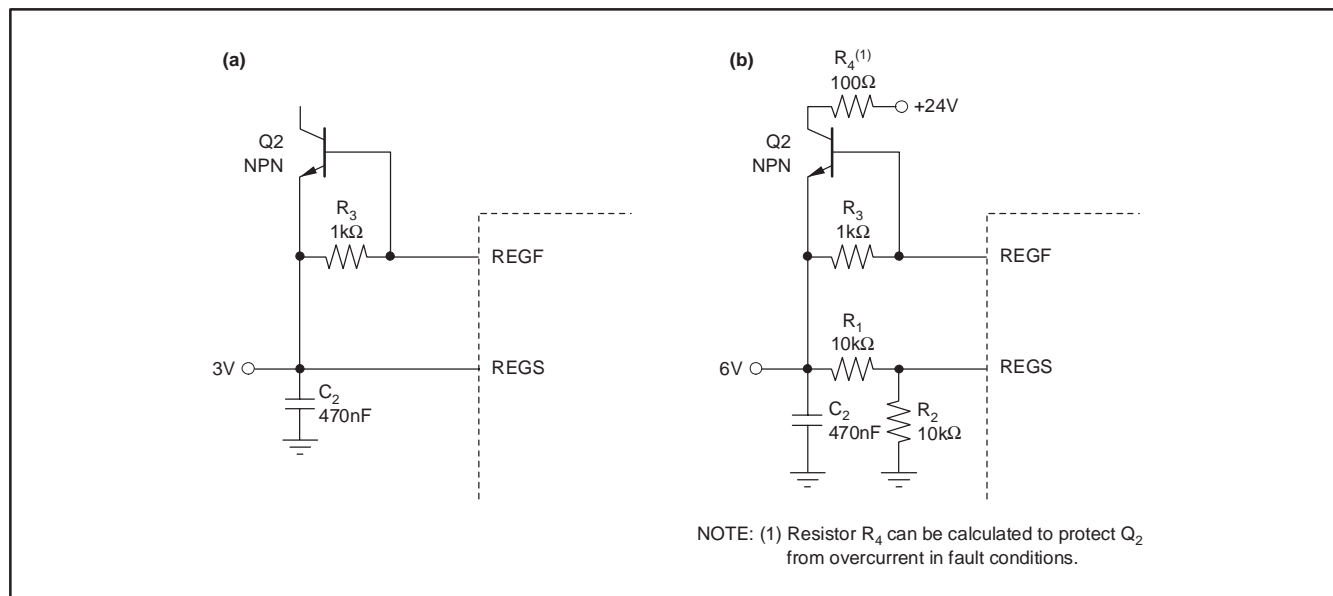 (a)
Q2
NPN
R3
1kΩ
REGF
3V
REGS
C2
470nF
(b)
R4(1)
100Ω
+24V
Q2
NPN
R3
1kΩ
REGF
R1
10kΩ
6V
REGS
C2
470nF
R2
10kΩ
NOTE: (1) Resistor R4 can be calculated to protect Q2
from overcurrent in fault conditions.